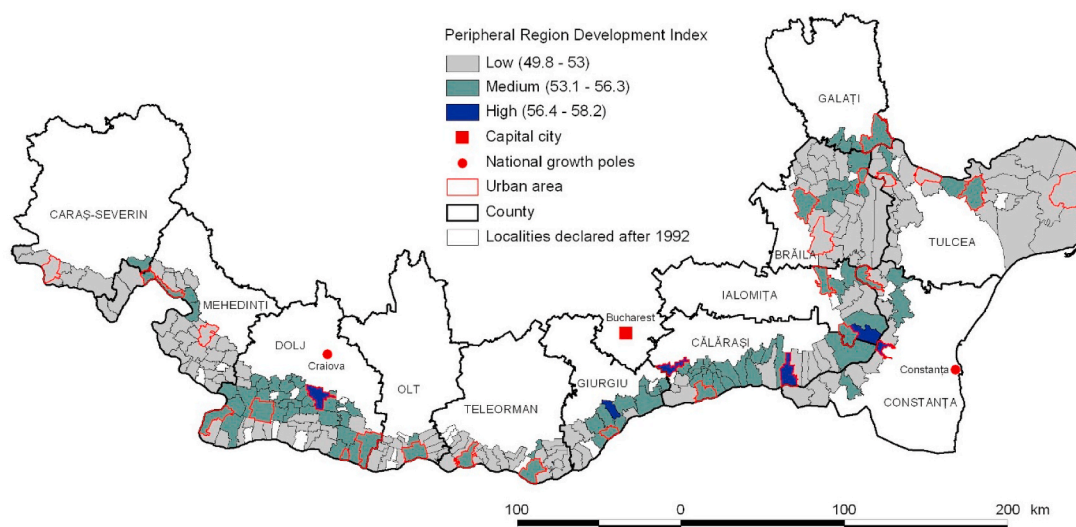 Peripheral Region Development Index
Low (49.8 - 53)
Medium (53.1 - 56.3)
High (56.4 - 58.2)
Capital city
National growth poles
Urban area
County
Localities declared after 1992
GALAȚI
CARAȘ-SEVERIN
BRĂILA
TULCEA
MEHEDINȚI
IALOMIȚA
Bucharest
DOLJ
CĂLĂRAȘI
Craiova
OLT
GIURGIU
Constanța
TELEORMAN
CONSTANȚA
100 0 100 200 km